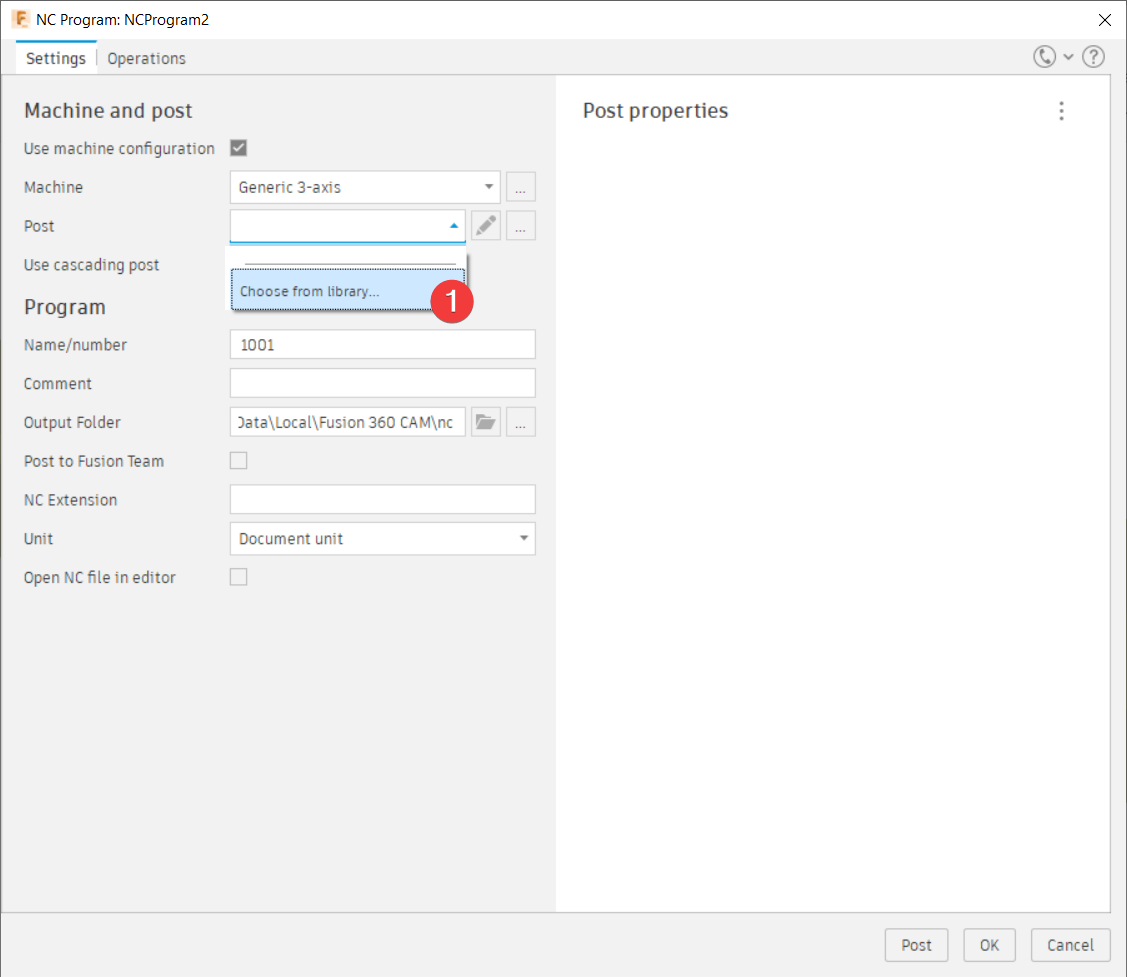 F NC Program: NCProgram2
Settings Operations
Machine and post
Use machine configuration
Machine Generic 3-axis ...
Post ...
Use cascading post
Choose from library...
1
Program
Name/number 1001
Comment
Output Folder Data\Local\Fusion 360 CAM\nc ...
Post to Fusion Team
NC Extension
Unit Document unit
Open NC file in editor
Post properties
?
Post OK Cancel